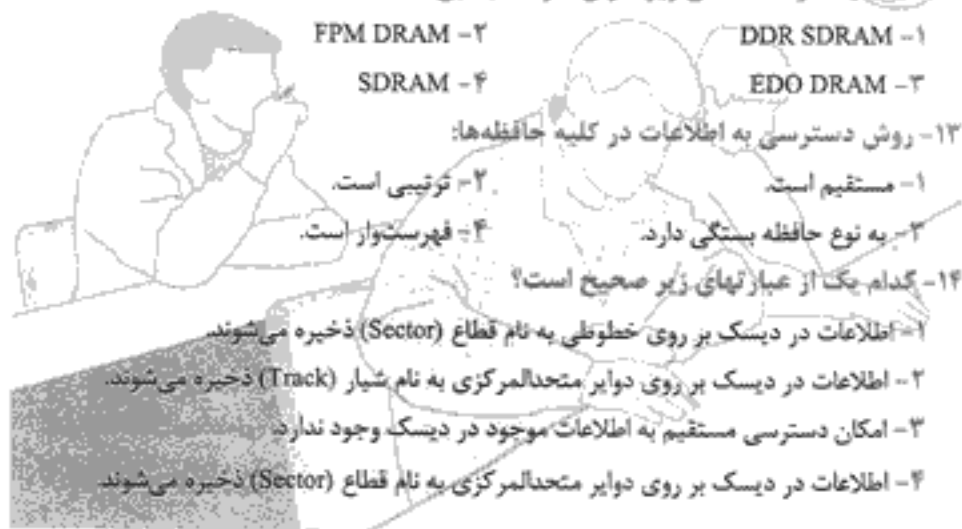 ۱- DDR SDRAM ۲- FPM DRAM
۳- EDO DRAM ۴- SDRAM
۱۳- روش دسترسی به اطلاعات در کلیه حافظه‌ها:
۱- مستقیم است. ۲- ترتیبی است.
۳- به نوع حافظه بستگی دارد. ۴- فهرست‌وار است.
۱۴- کدام یک از عبارتهای زیر صحیح است؟
۱- اطلاعات در دیسک بر روی خطوطی به نام قطاع (Sector) ذخیره می‌شوند.
۲- اطلاعات در دیسک بر روی دوایر متحدالمرکزی به نام شیار (Track) ذخیره می‌شوند.
۳- امکان دسترسی مستقیم به اطلاعات موجود در دیسک وجود ندارد.
۴- اطلاعات در دیسک بر روی دوایر متحدالمرکزی به نام قطاع (Sector) ذخیره می‌شوند.